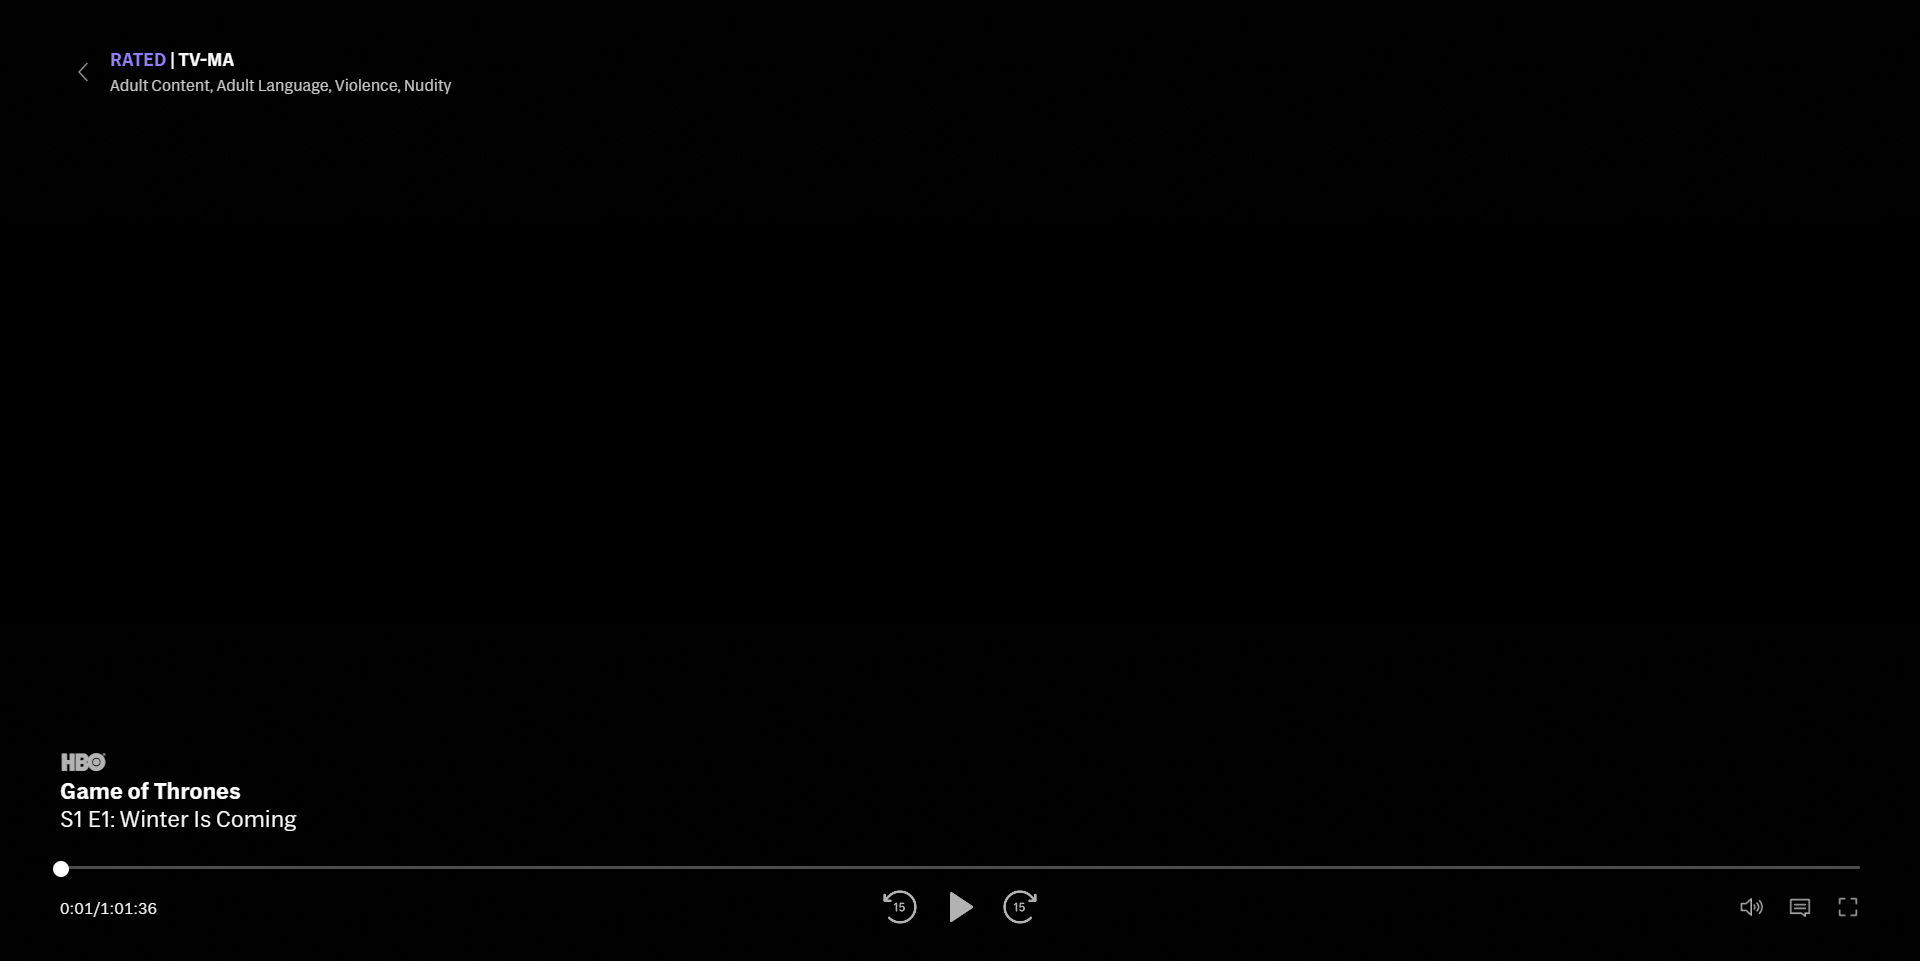 RATED | TV-MA
Adult Content, Adult Language, Violence, Nudity
HBO
Game of Thrones
S1 E1: Winter Is Coming
0:01/1:01:36
15
15